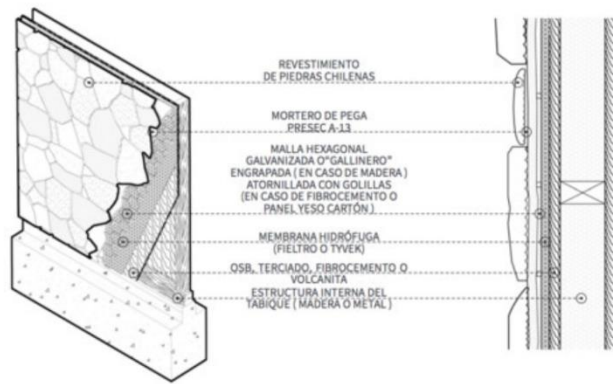 REVESTIMIENTO
DE PIEDRAS CHILENAS
MORTERO DE PEGA
PRESEC A-13
MALLA HEXAGONAL
GALVANIZADA O"GALLINERO"
ENGRAPADA ( EN CASO DE MADERA )
ATORNILLADA CON GOLILLAS
(EN CASO DE FIBROCEMENTO O
PANEL YESO CARTÓN )
MEMBRANA HIDRÓFUGA
(FIELTRO O TYVEK)
OSB, TERCIADO, FIBROCEMENTO O
VOLCANITA
ESTRUCTURA INTERNA DEL
TABIQUE ( MADERA O METAL )